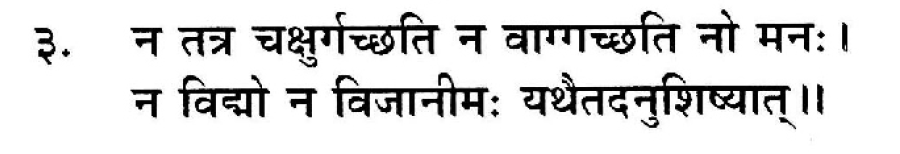 ३. न तत्र चक्षुर्गच्छति न वाग्गच्छति नो मनः।
न विद्मो न विजानीमः यथैतदनुशिष्यात्॥